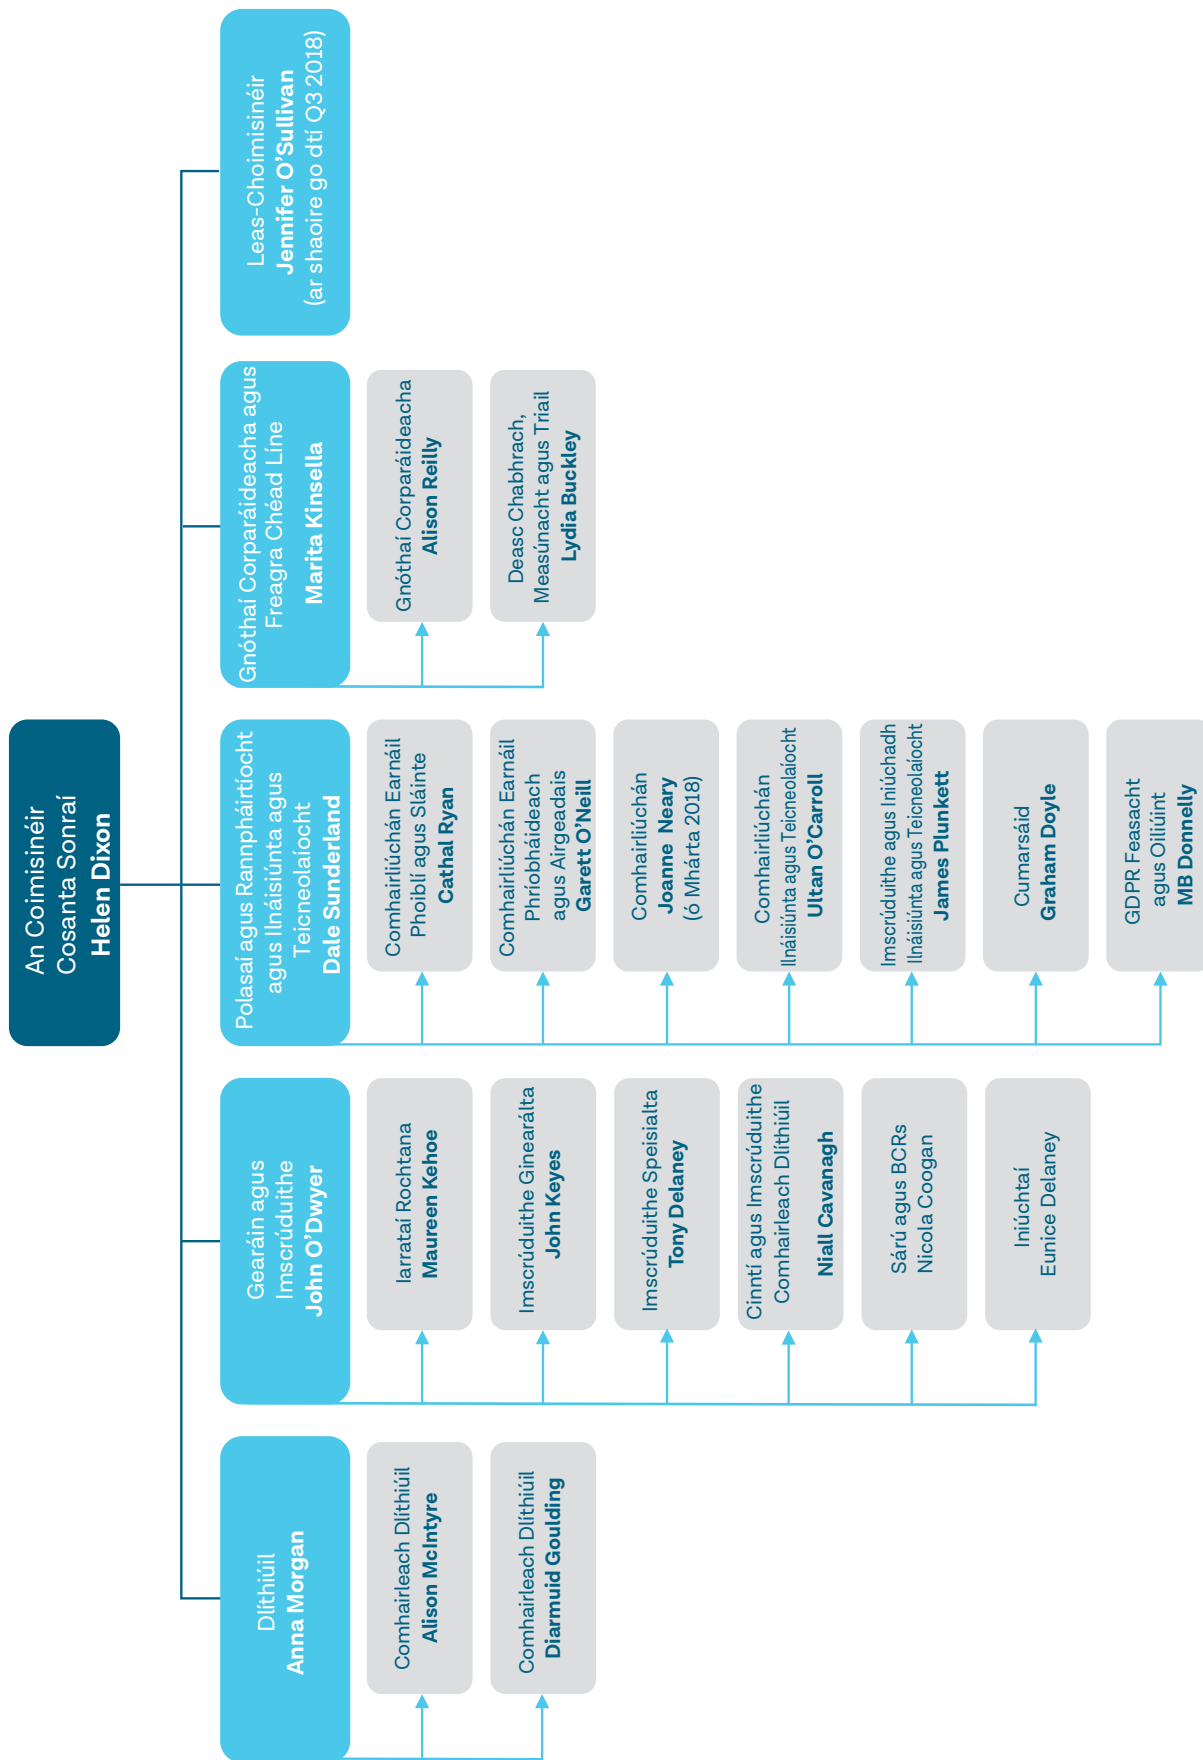 An Coimisinéir
Cosanta Sonraí
Helen Dixon
Dlíthiúil
Anna Morgan
Comhairleach Dlíthiúil
Alison McIntyre
Comhairleach Dlíthiúil
Diarmuid Goulding
Gearáin agus
Imscrúduithe
John O’Dwyer
Iarrataí Rochtana
Maureen Kehoe
Imscrúduithe Ginearálta
John Keyes
Imscrúduithe Speisialta
Tony Delaney
Cinntí agus Imscrúduithe
Comhairleach Dlíthiúil
Niall Cavanagh
Sárú agus BCRs
Nicola Coogan
Iniúchtaí
Eunice Delaney
Polasaí agus Rannpháirtíocht
agus Ilnáisiúnta agus
Teicneolaíocht
Dale Sunderland
Comhairliúchán Earnáil
Phoiblí agus Sláinte
Cathal Ryan
Comhairliúchán Earnáil
Phríobháideach
agus Airgeadais
Garett O’Neill
Comhairliúchán
Joanne Neary
(ó Mhárta 2018)
Comhairliúchán
Ilnáisiúnta agus Teicneolaíocht
Ultan O’Carroll
Imscrúduithe agus Iniúchadh
Ilnáisiúnta agus Teicneolaíocht
James Plunkett
Cumarsáid
Graham Doyle
GDPR Feasacht
agus Oiliúint
MB Donnelly
Gnóthaí Corparáideacha agus
Freagra Chéad Líne
Marita Kinsella
Gnóthaí Corparáideacha
Alison Reilly
Deasc Chabhrach,
Measúnacht agus Triail
Lydia Buckley
Leas-Choimisinéir
Jennifer O’Sullivan
(ar shaoire go dtí Q3 2018)